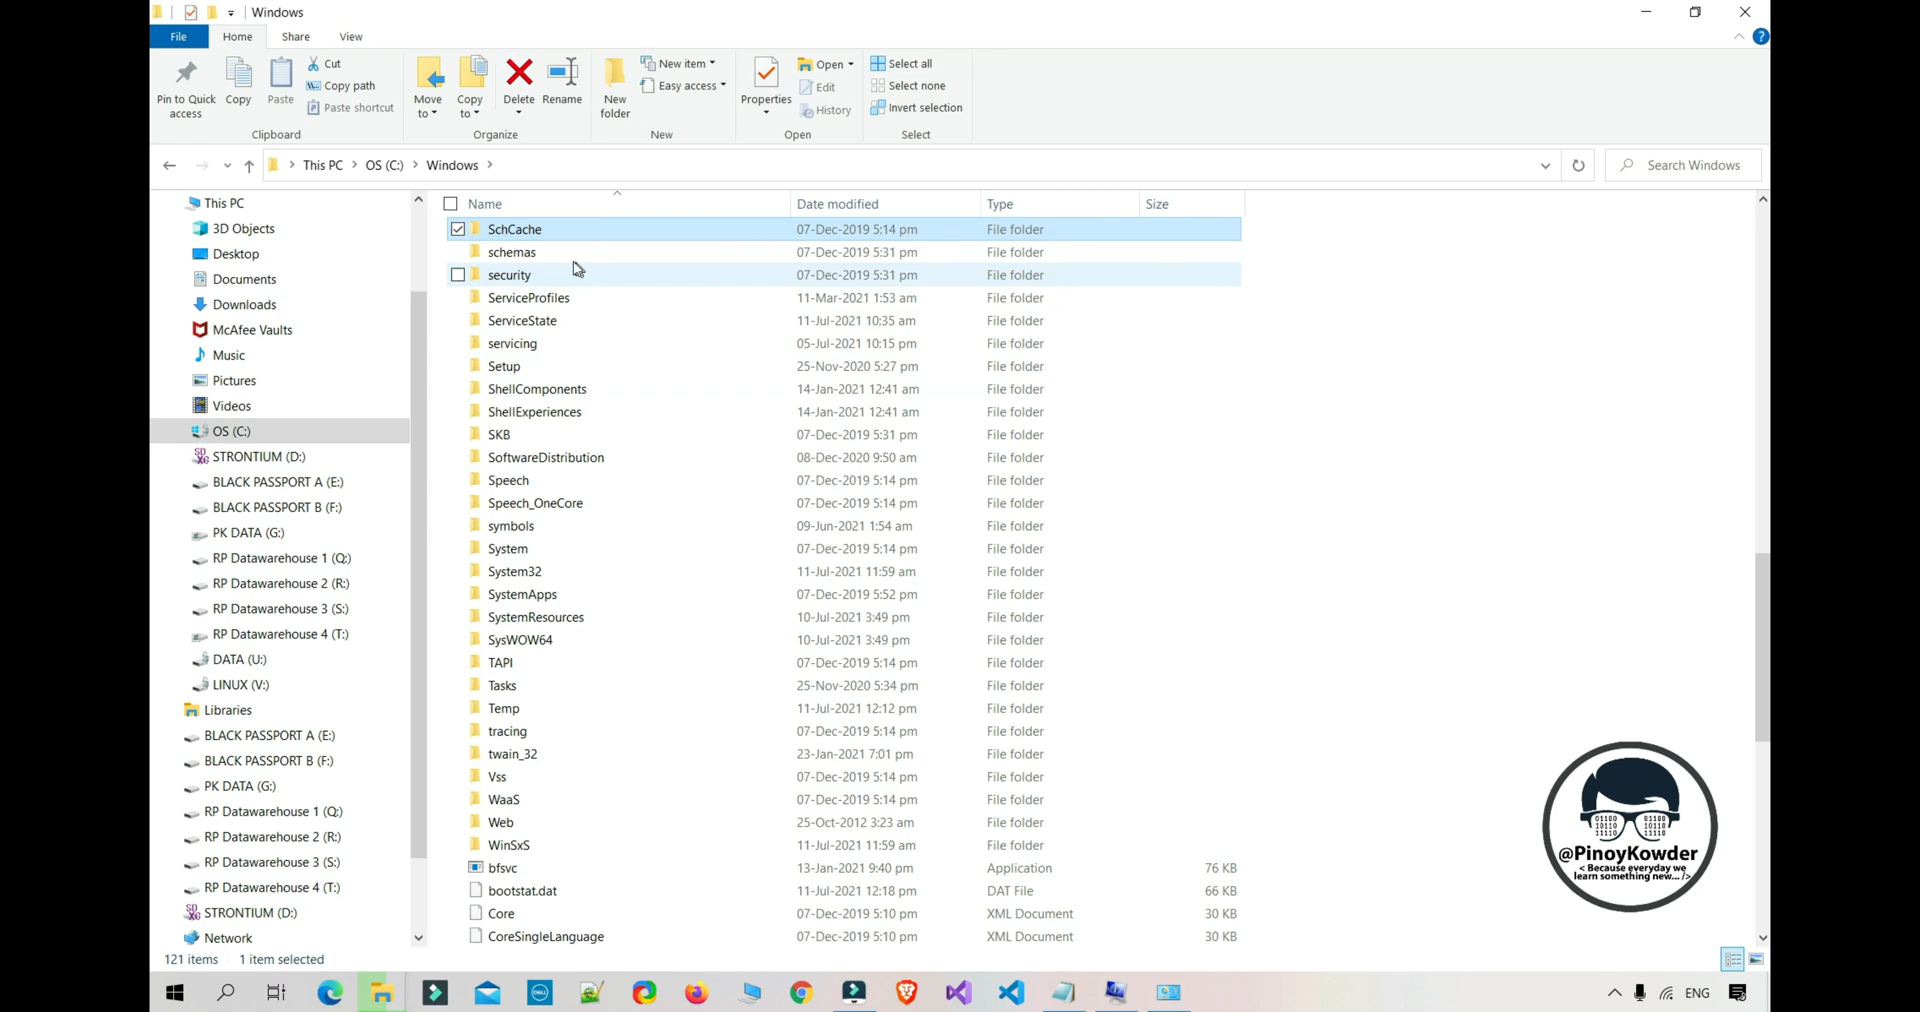 Windows
File Home Share View
Pin to Quick access
Copy
Paste
Cut
Copy path
Paste shortcut
Clipboard
Move to
Copy to
Delete
Rename
Organize
New folder
New item
Easy access
New
Properties
Open
Edit
History
Open
Select all
Select none
Invert selection
Select
This PC > OS (C:) > Windows >
Search Windows
This PC
3D Objects
Desktop
Documents
Downloads
McAfee Vaults
Music
Pictures
Videos
OS (C:)
STRONTIUM (D:)
BLACK PASSPORT A (E:)
BLACK PASSPORT B (F:)
PK DATA (G:)
RP Datawarehouse 1 (Q:)
RP Datawarehouse 2 (R:)
RP Datawarehouse 3 (S:)
RP Datawarehouse 4 (T:)
DATA (U:)
LINUX (V:)
Libraries
BLACK PASSPORT A (E:)
BLACK PASSPORT B (F:)
PK DATA (G:)
RP Datawarehouse 1 (Q:)
RP Datawarehouse 2 (R:)
RP Datawarehouse 3 (S:)
RP Datawarehouse 4 (T:)
STRONTIUM (D:)
Network
Name Date modified Type Size
SchCache 07-Dec-2019 5:14 pm File folder
schemas 07-Dec-2019 5:31 pm File folder
security 07-Dec-2019 5:31 pm File folder
ServiceProfiles 11-Mar-2021 1:53 am File folder
ServiceState 11-Jul-2021 10:35 am File folder
servicing 05-Jul-2021 10:15 pm File folder
Setup 25-Nov-2020 5:27 pm File folder
ShellComponents 14-Jan-2021 12:41 am File folder
ShellExperiences 14-Jan-2021 12:41 am File folder
SKB 07-Dec-2019 5:31 pm File folder
SoftwareDistribution 08-Dec-2020 9:50 am File folder
Speech 07-Dec-2019 5:14 pm File folder
Speech_OneCore 07-Dec-2019 5:14 pm File folder
symbols 09-Jun-2021 1:54 am File folder
System 07-Dec-2019 5:14 pm File folder
System32 11-Jul-2021 11:59 am File folder
SystemApps 07-Dec-2019 5:52 pm File folder
SystemResources 10-Jul-2021 3:49 pm File folder
SysWOW64 10-Jul-2021 3:49 pm File folder
TAPI 07-Dec-2019 5:14 pm File folder
Tasks 25-Nov-2020 5:34 pm File folder
Temp 11-Jul-2021 12:12 pm File folder
tracing 07-Dec-2019 5:14 pm File folder
twain_32 23-Jan-2021 7:01 pm File folder
Vss 07-Dec-2019 5:14 pm File folder
WaaS 07-Dec-2019 5:14 pm File folder
Web 25-Oct-2012 3:23 am File folder
WinSxS 11-Jul-2021 11:59 am File folder
bfsvc 13-Jan-2021 9:40 pm Application 76 KB
bootstat.dat 11-Jul-2021 12:18 pm DAT File 66 KB
Core 07-Dec-2019 5:10 pm XML Document 30 KB
CoreSingleLanguage 07-Dec-2019 5:10 pm XML Document 30 KB
01100 01100
10110 10110
11110 11110
@PinoyKowder
< Because everyday we
learn something new... />
121 items 1 item selected
DELL
ENG